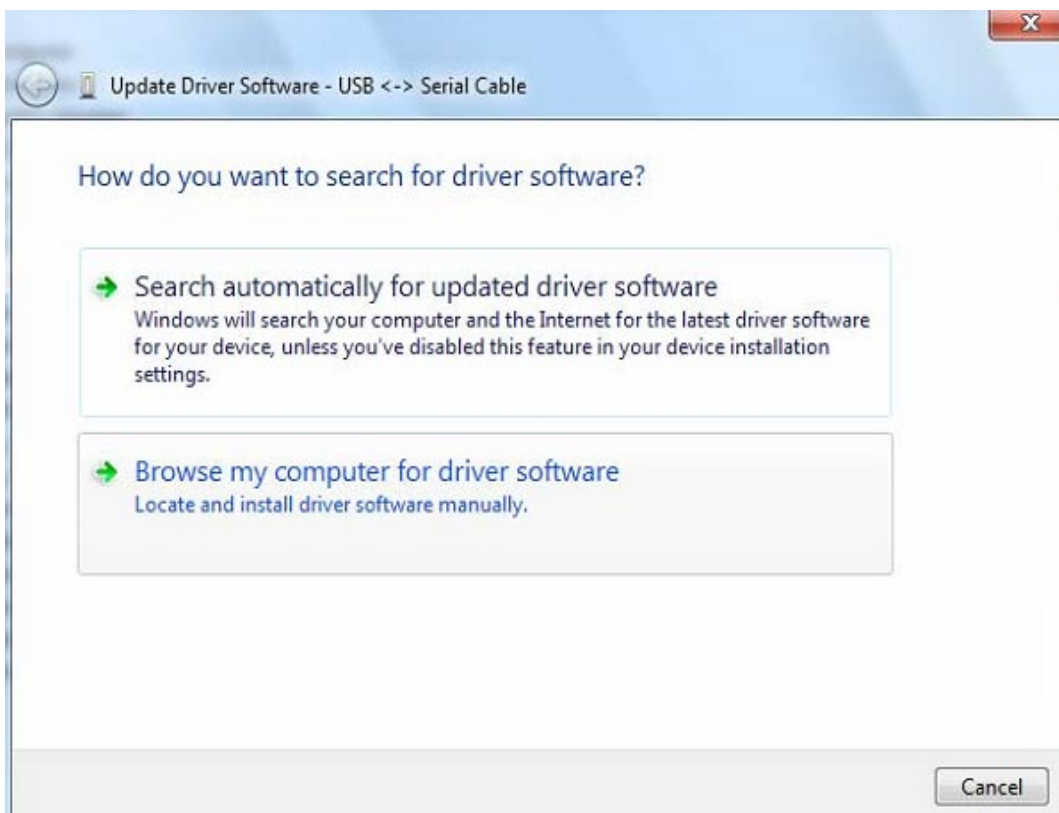 Update Driver Software - USB <-> Serial Cable
How do you want to search for driver software?
Search automatically for updated driver software
Windows will search your computer and the Internet for the latest driver software
for your device, unless you've disabled this feature in your device installation
settings.
Browse my computer for driver software
Locate and install driver software manually.
Cancel